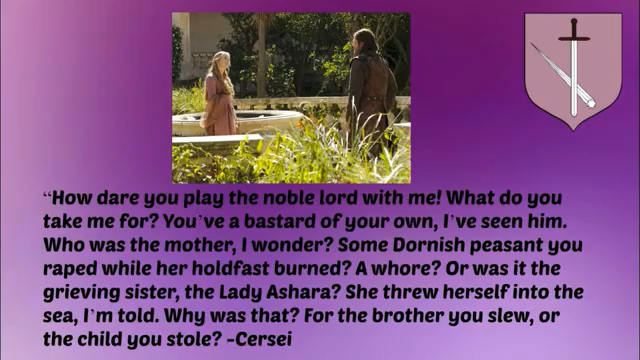 “How dare you play the noble lord with me! What do you
take me for? You’ve a bastard of your own, I’ve seen him.
Who was the mother, I wonder? Some Dornish peasant you
raped while her holdfast burned? A whore? Or was it the
grieving sister, the Lady Ashara? She threw herself into the
sea, I’m told. Why was that? For the brother you slew, or
the child you stole? -Cersei